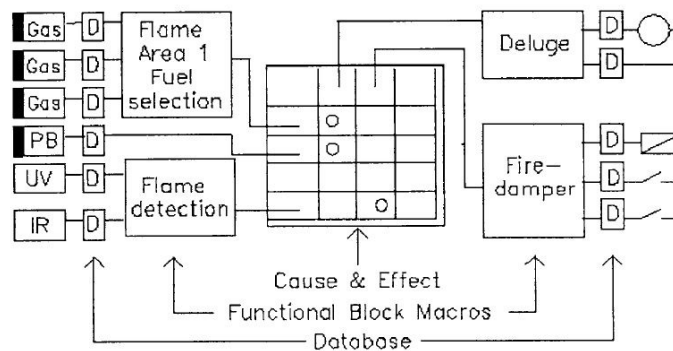 Gas D
Gas D
Gas D
PB D
UV D
IR D
Flame
Area 1
Fuel
selection
Flame
detection
Deluge
D
D
Fire-
damper
D
D
D
Cause & Effect
Functional Block Macros
Database